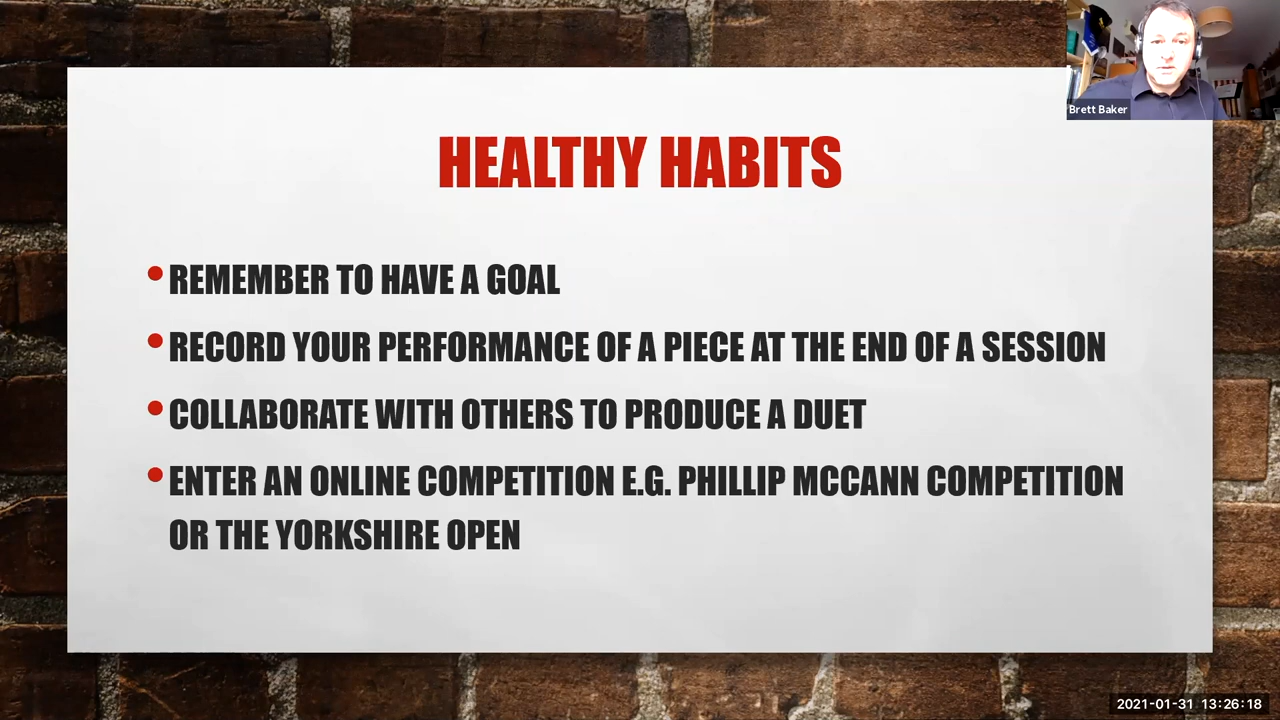 Brett Baker
HEALTHY HABITS
•REMEMBER TO HAVE A GOAL
•RECORD YOUR PERFORMANCE OF A PIECE AT THE END OF A SESSION
•COLLABORATE WITH OTHERS TO PRODUCE A DUET
•ENTER AN ONLINE COMPETITION E.G. PHILLIP MCCANN COMPETITION
OR THE YORKSHIRE OPEN
2021-01-31 13:26:18